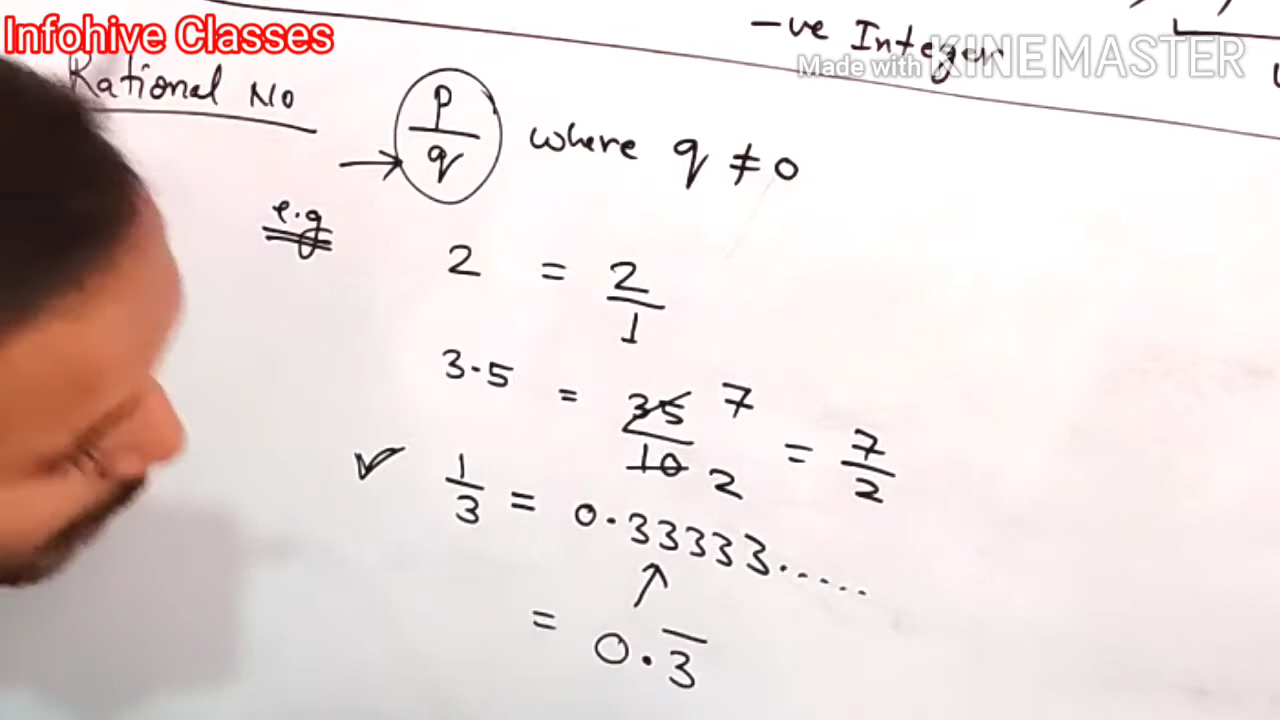 Infohive Classes
-ve Integer
Made with KINEMASTER
Rational No
p/q where q ≠ 0
e.g
2 = 2/1
3.5 = 35/10 7 2 = 7/2
✓ 1/3 = 0.33333.....
= 0.3̅